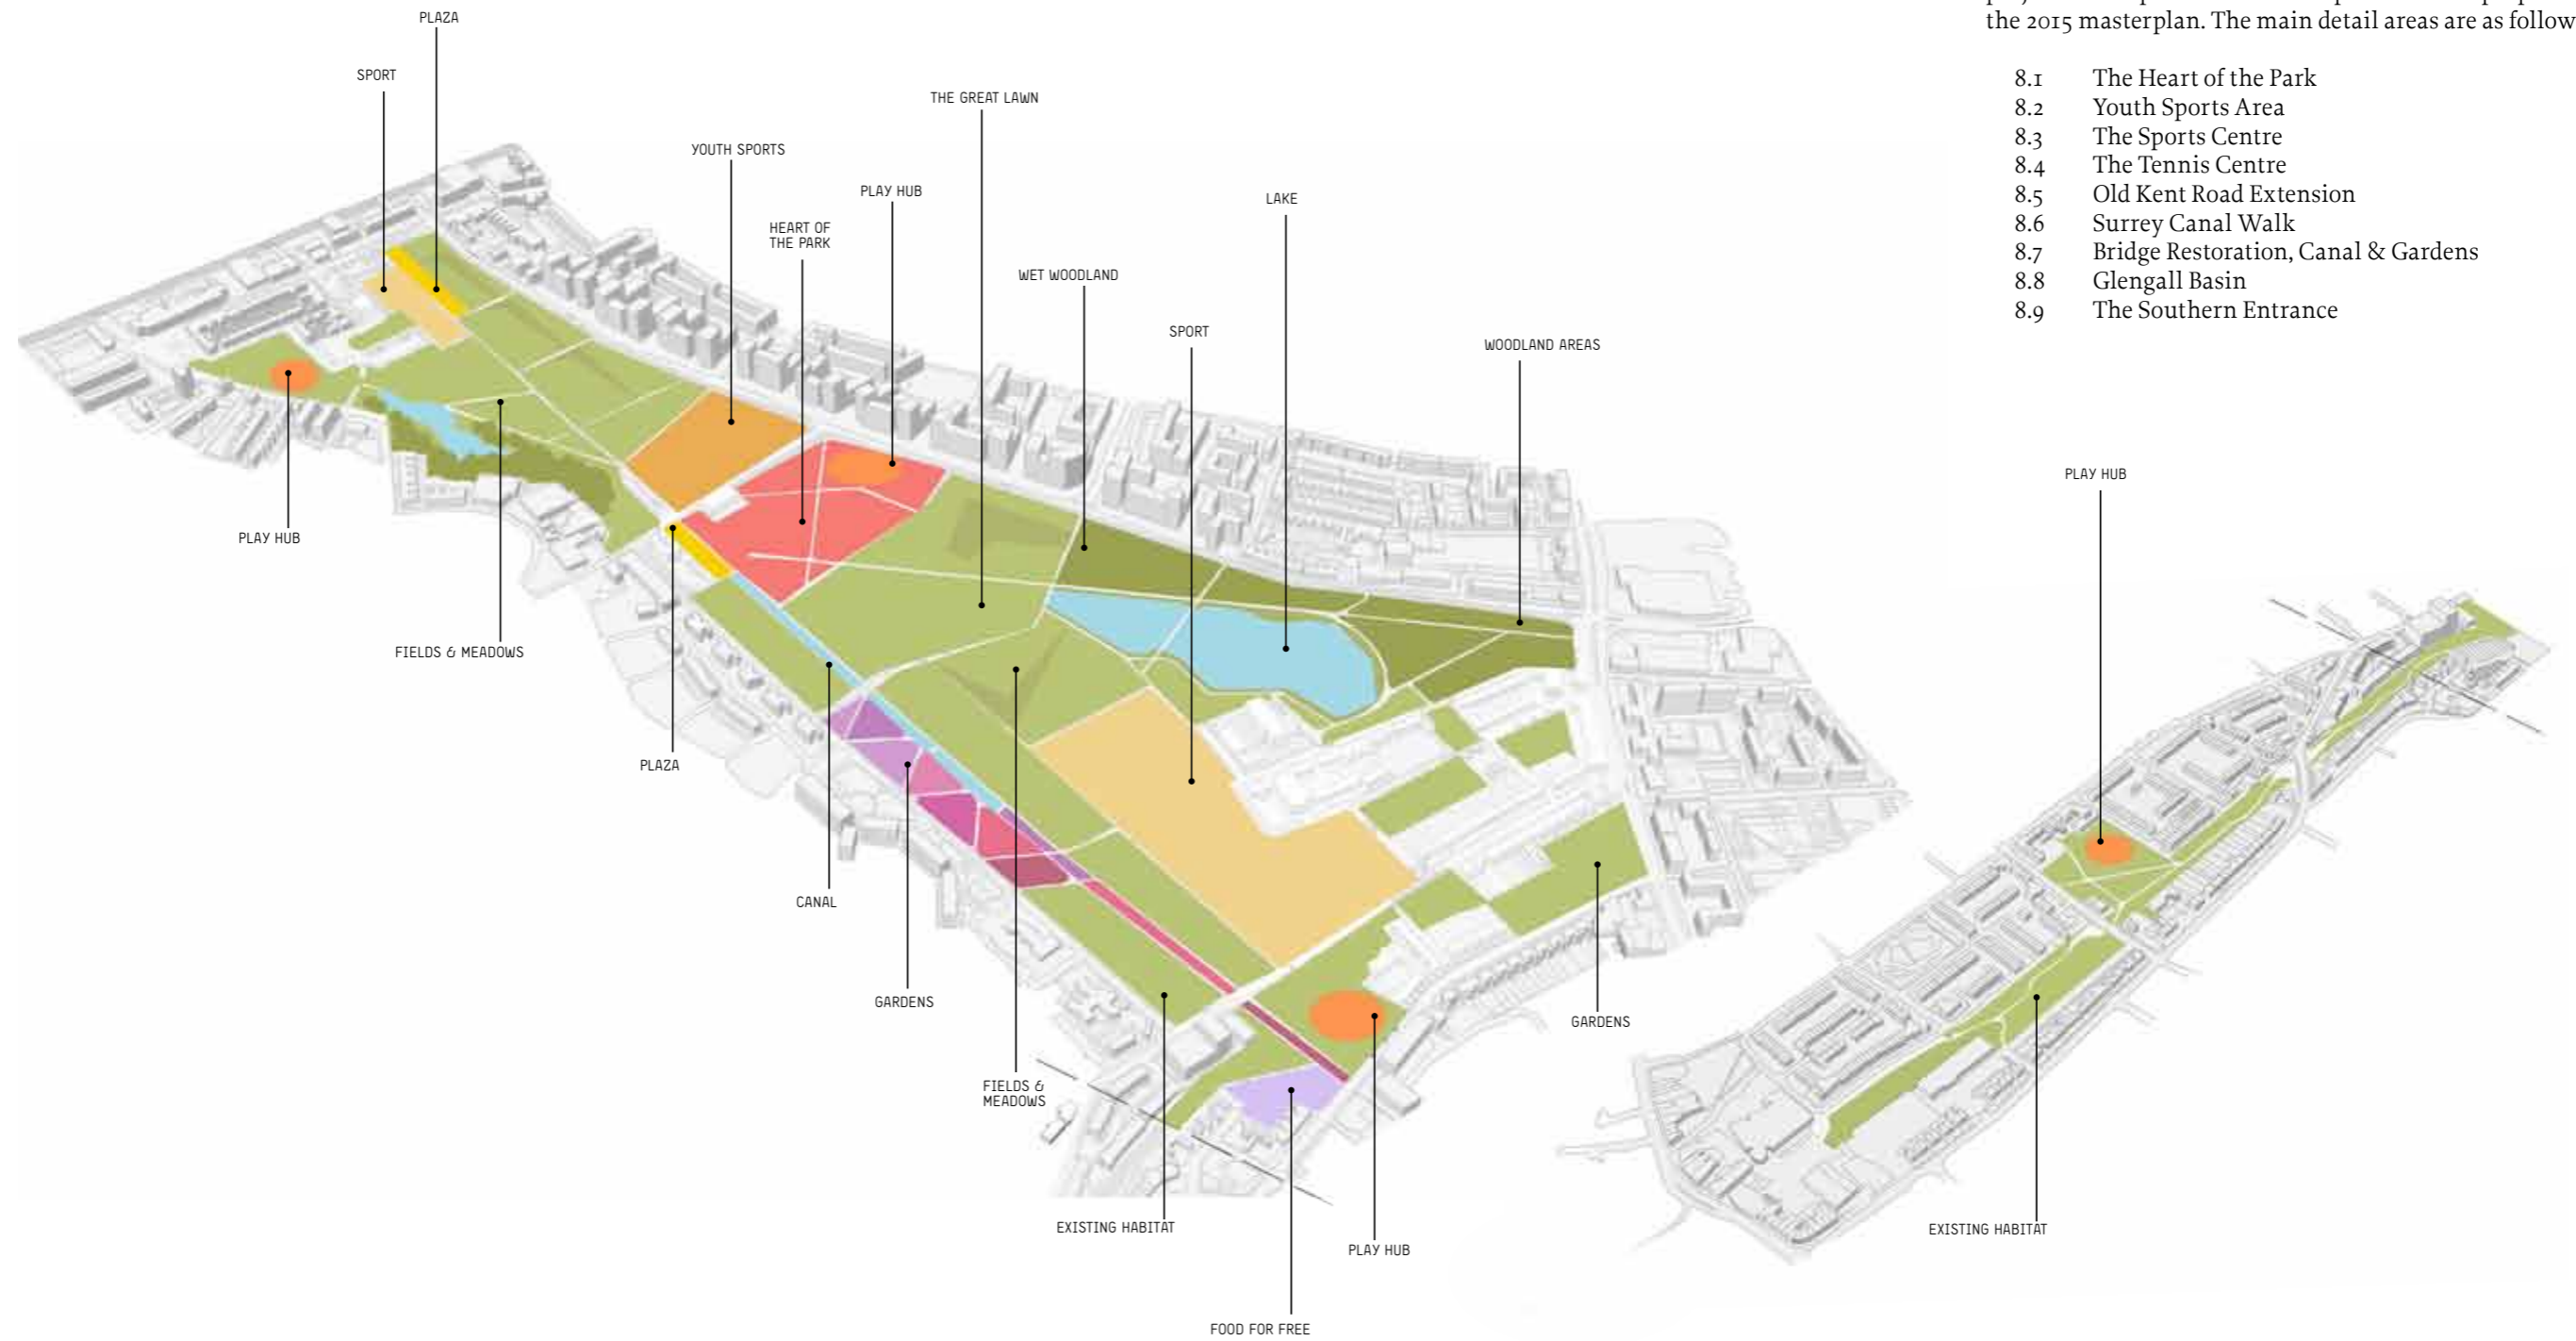 the 2015 masterplan. The main detail areas are as follow
8.1 The Heart of the Park
8.2 Youth Sports Area
8.3 The Sports Centre
8.4 The Tennis Centre
8.5 Old Kent Road Extension
8.6 Surrey Canal Walk
8.7 Bridge Restoration, Canal & Gardens
8.8 Glengall Basin
8.9 The Southern Entrance
PLAZA
SPORT
THE GREAT LAWN
YOUTH SPORTS
PLAY HUB
LAKE
HEART OF
THE PARK
WET WOODLAND
SPORT
WOODLAND AREAS
PLAY HUB
PLAY HUB
FIELDS & MEADOWS
PLAZA
CANAL
GARDENS
GARDENS
FIELDS &
MEADOWS
EXISTING HABITAT
EXISTING HABITAT
PLAY HUB
FOOD FOR FREE